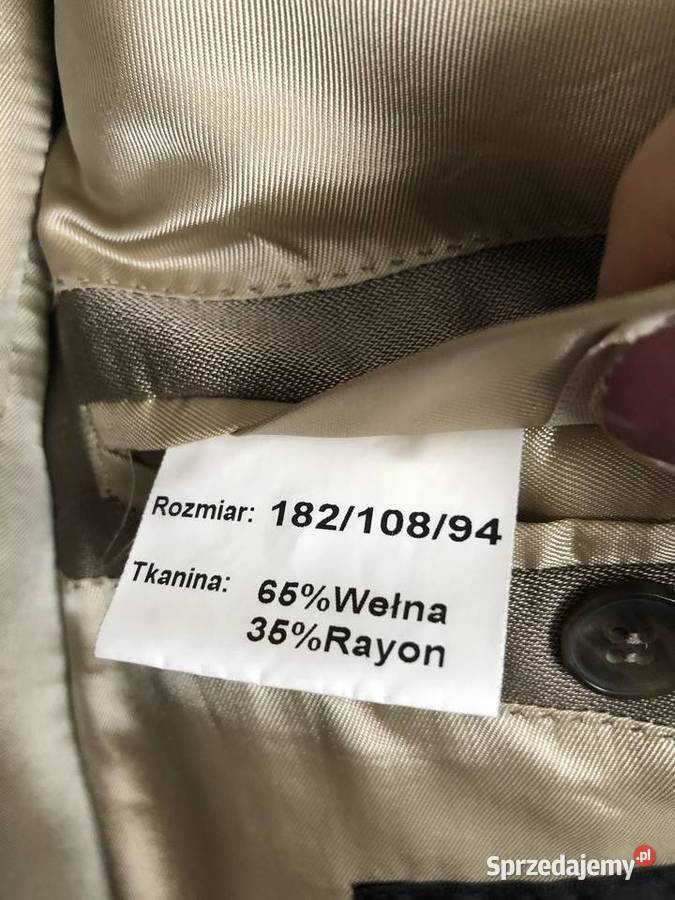 Rozmiar: 182/108/94
Tkanina: 65%Wełna
35%Rayon
Sprzedajemy.pl